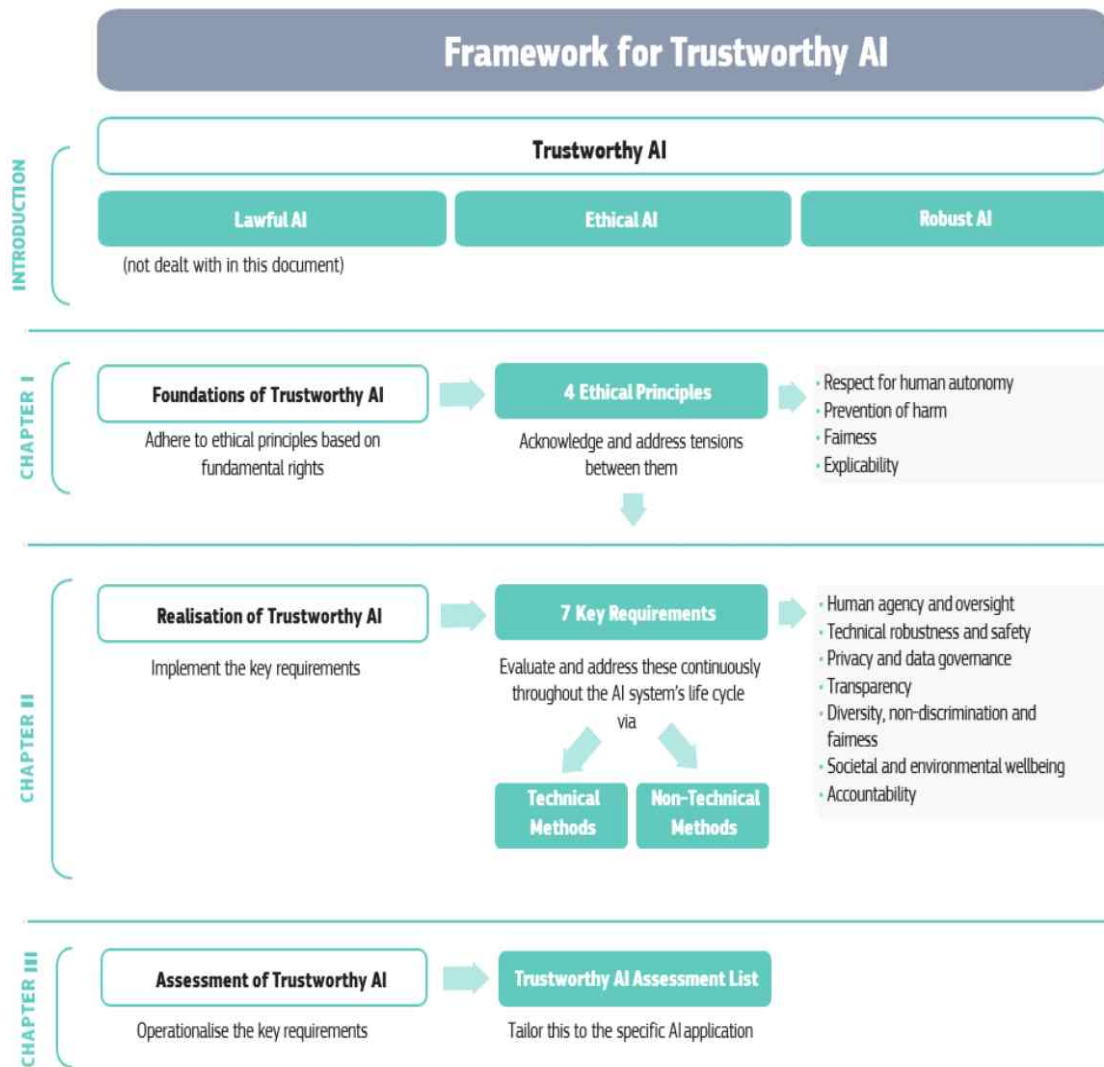 Framework for Trustworthy AI
INTRODUCTION
Trustworthy AI
Lawful AI
Ethical AI
Robust AI
(not dealt with in this document)
CHAPTER I
Foundations of Trustworthy AI
Adhere to ethical principles based on
fundamental rights
4 Ethical Principles
Acknowledge and address tensions
between them
· Respect for human autonomy
· Prevention of harm
· Fairness
· Explicability
CHAPTER II
Realisation of Trustworthy AI
Implement the key requirements
7 Key Requirements
Evaluate and address these continuously
throughout the AI system's life cycle
via
Technical
Methods
Non-Technical
Methods
· Human agency and oversight
· Technical robustness and safety
· Privacy and data governance
· Transparency
· Diversity, non-discrimination and
fairness
· Societal and environmental wellbeing
· Accountability
CHAPTER III
Assessment of Trustworthy AI
Operationalise the key requirements
Trustworthy AI Assessment List
Tailor this to the specific AI application